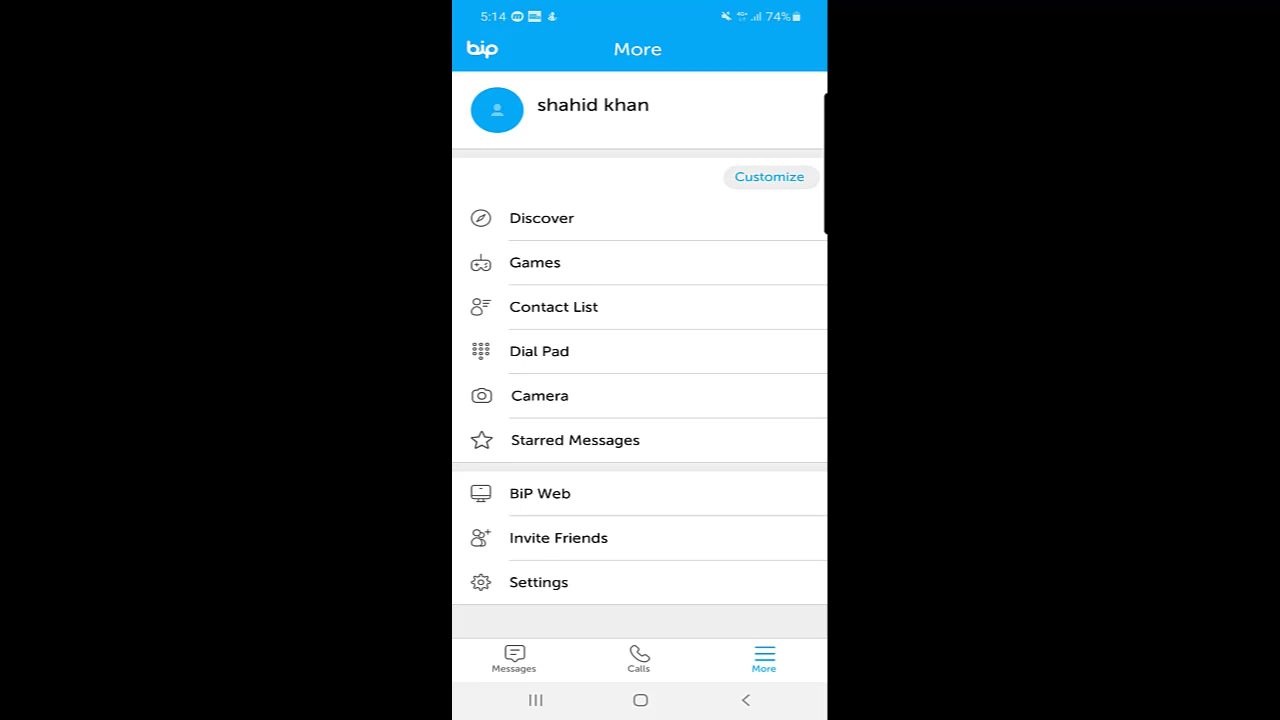 5:14 4G+ 74%
bip More
shahid khan
Customize
Discover
Games
Contact List
Dial Pad
Camera
Starred Messages
BiP Web
Invite Friends
Settings
Messages Calls More